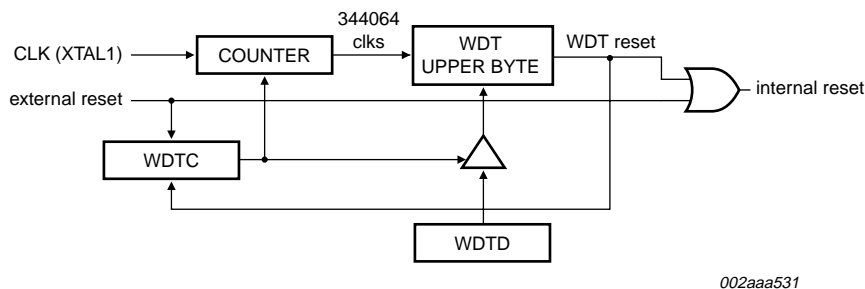 344064
clks
CLK (XTAL1)
COUNTER
WDT
UPPER BYTE
WDT reset
external reset
internal reset
WDTC
WDTD
002aaa531